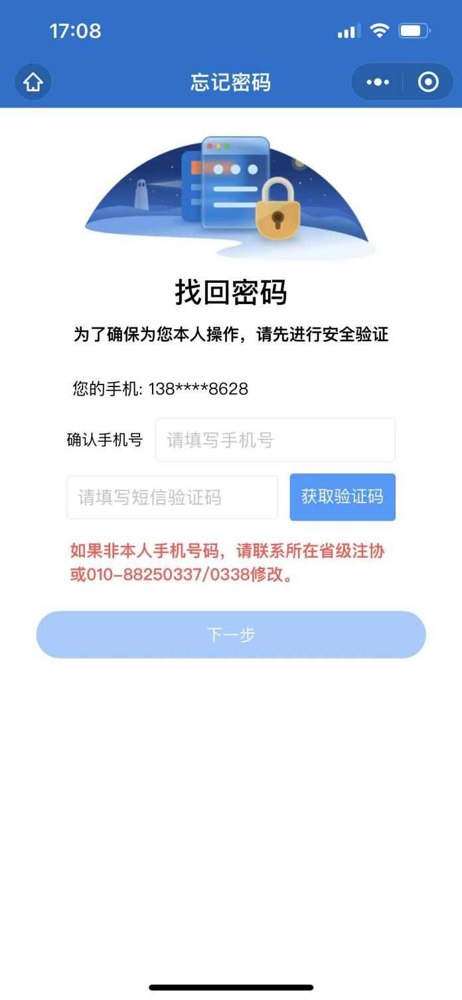 17:08
忘记密码
找回密码
为了确保为您本人操作，请先进行安全验证
您的手机: 138****8628
确认手机号 请填写手机号
请填写短信验证码 获取验证码
如果非本人手机号码，请联系所在省级注协
或010-88250337/0338修改。
下一步